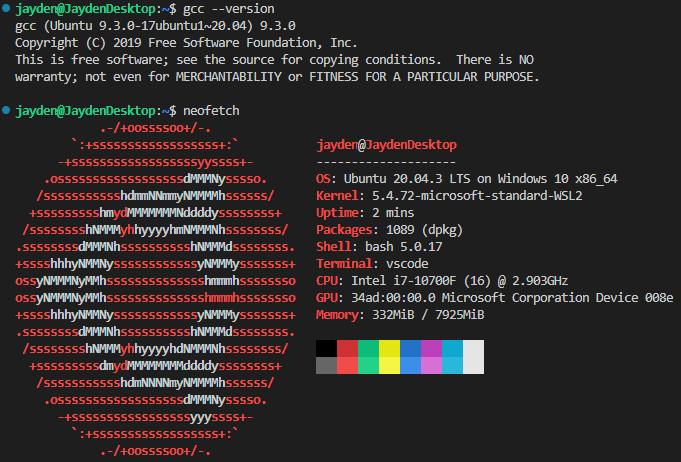 jayden@JaydenDesktop:~$ gcc --version
gcc (Ubuntu 9.3.0-17ubuntu1~20.04) 9.3.0
Copyright (C) 2019 Free Software Foundation, Inc.
This is free software; see the source for copying conditions.  There is NO
warranty; not even for MERCHANTABILITY or FITNESS FOR A PARTICULAR PURPOSE.

jayden@JaydenDesktop:~$ neofetch
            .-/+oossssoo+/-.
        `:+ssssssssssssssssss+:`           jayden@JaydenDesktop
      -+ssssssssssssssssssyyssss+-         --------------------
    .ossssssssssssssssssdMMMNysssso.       OS: Ubuntu 20.04.3 LTS on Windows 10 x86_64
   /ssssssssssshdmmNNmmyNMMMMhssssss/      Kernel: 5.4.72-microsoft-standard-WSL2
  +ssssssssshmydMMMMMMMNddddyssssssss+     Uptime: 2 mins
 /sssssssshNMMMyhhyyyyhmNMMMNhssssssss/    Packages: 1089 (dpkg)
.ssssssssdMMMNhsssssssssshNMMMdssssssss.   Shell: bash 5.0.17
+sssshhhyNMMNyssssssssssssyNMMMysssssss+   Terminal: vscode
ossyNMMMNyMMhsssssssssssssshmmmhssssssso   CPU: Intel i7-10700F (16) @ 2.903GHz
ossyNMMMNyMMhsssssssssssssshmmmhssssssso   GPU: 34ad:00:00.0 Microsoft Corporation Device 008e
+sssshhhyNMMNyssssssssssssyNMMMysssssss+   Memory: 332MiB / 7925MiB
.ssssssssdMMMNhsssssssssshNMMMdssssssss.
 /sssssssshNMMMyhhyyyyhdNMMMNhssssssss/
  +sssssssssdmydMMMMMMMMddddyssssssss+
   /ssssssssssshdmNNNNmyNMMMMhssssss/
    .ossssssssssssssssssdMMMNysssso.
      -+sssssssssssssssssyyyssss+-
        `:+ssssssssssssssssss+:`
            .-/+oossssoo+/-.